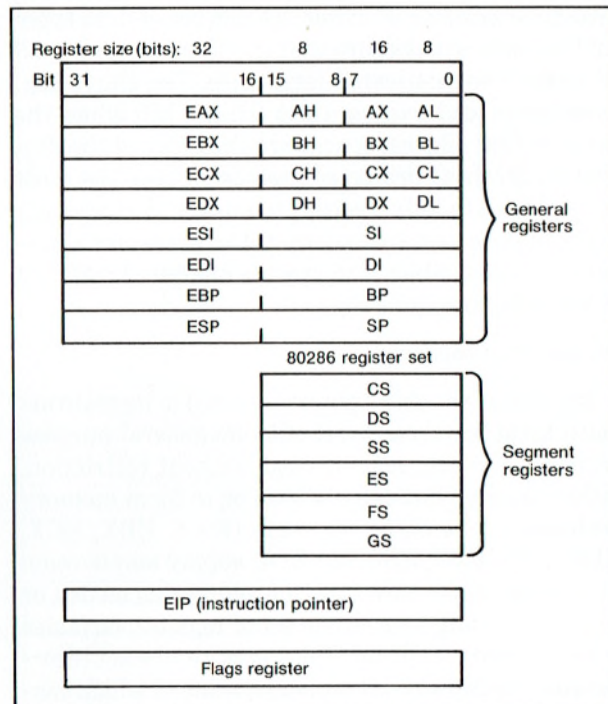 Register size (bits): 32 8 16 8
Bit 31 16 15 8 7 0
EAX AH AX AL
EBX BH BX BL
ECX CH CX CL
EDX DH DX DL
ESI SI
EDI DI
EBP BP
ESP SP
General
registers
80286 register set
CS
DS
SS
ES
FS
GS
Segment
registers
EIP (instruction pointer)
Flags register